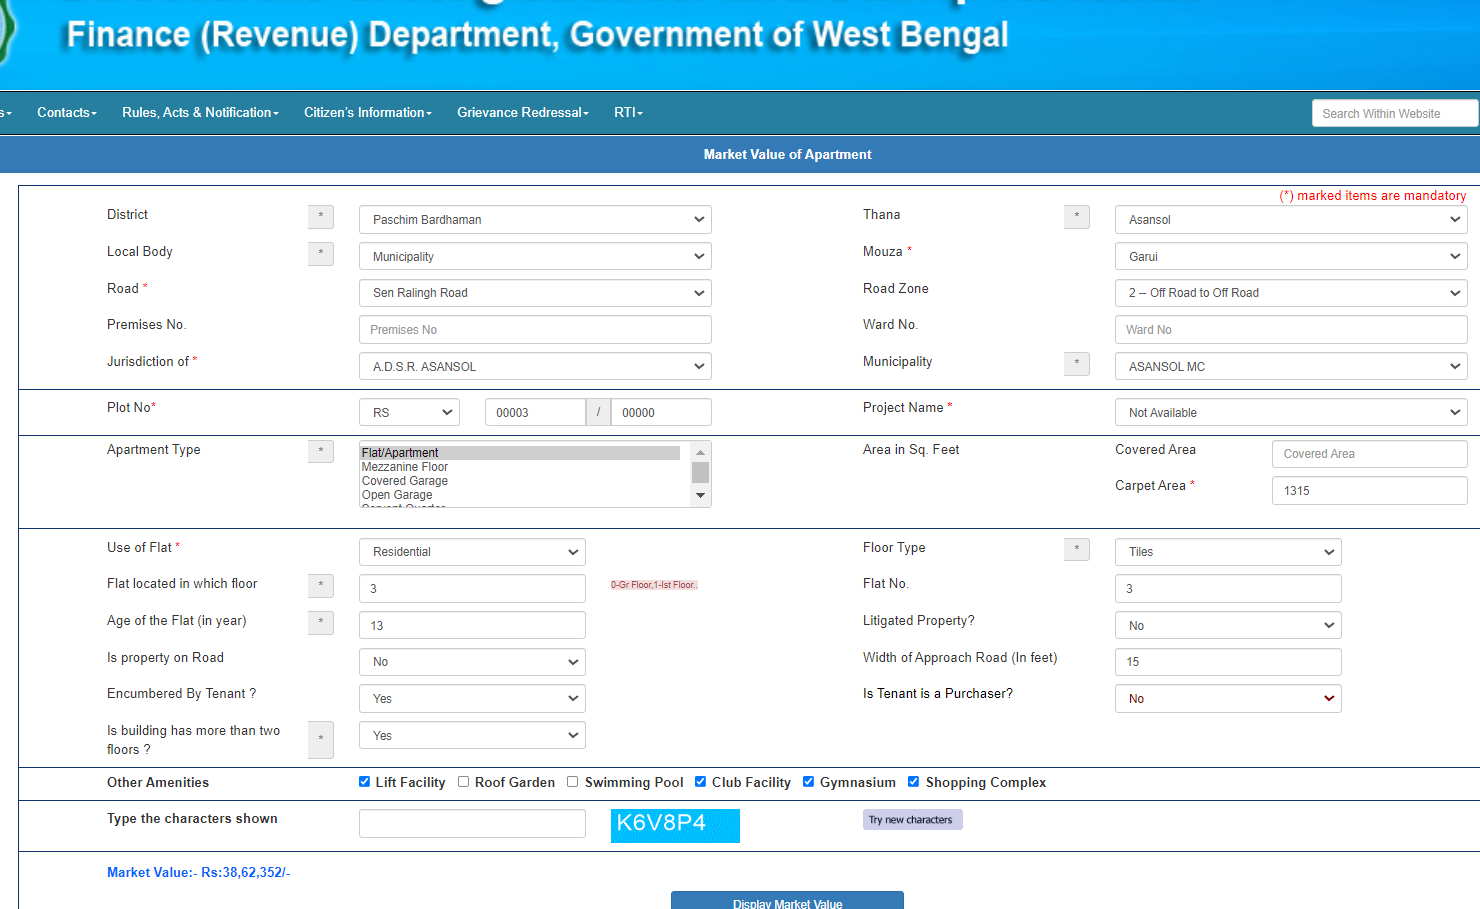 Finance (Revenue) Department, Government of West Bengal
s Contacts Rules, Acts & Notification Citizen's Information Grievance Redressal RTI Search Within Website
Market Value of Apartment
(*) marked items are mandatory
District * Paschim Bardhaman Thana * Asansol
Local Body * Municipality Mouza * Garui
Road * Sen Ralingh Road Road Zone 2 -- Off Road to Off Road
Premises No. Premises No Ward No. Ward No
Jurisdiction of * A.D.S.R. ASANSOL Municipality * ASANSOL MC
Plot No* RS 00003 / 00000 Project Name * Not Available
Apartment Type * Flat/Apartment Area in Sq. Feet Covered Area Covered Area
Mezzanine Floor
Covered Garage Carpet Area * 1315
Open Garage
Use of Flat * Residential Floor Type * Tiles
Flat located in which floor * 3 0-Gr Floor,1-Ist Floor.. Flat No. 3
Age of the Flat (in year) * 13 Litigated Property? No
Is property on Road No Width of Approach Road (In feet) 15
Encumbered By Tenant ? Yes Is Tenant is a Purchaser? No
Is building has more than two * Yes
floors ?
Other Amenities Lift Facility Roof Garden Swimming Pool Club Facility Gymnasium Shopping Complex
Type the characters shown K6V8P4 Try new characters
Market Value:- Rs:38,62,352/-
Display Market Value